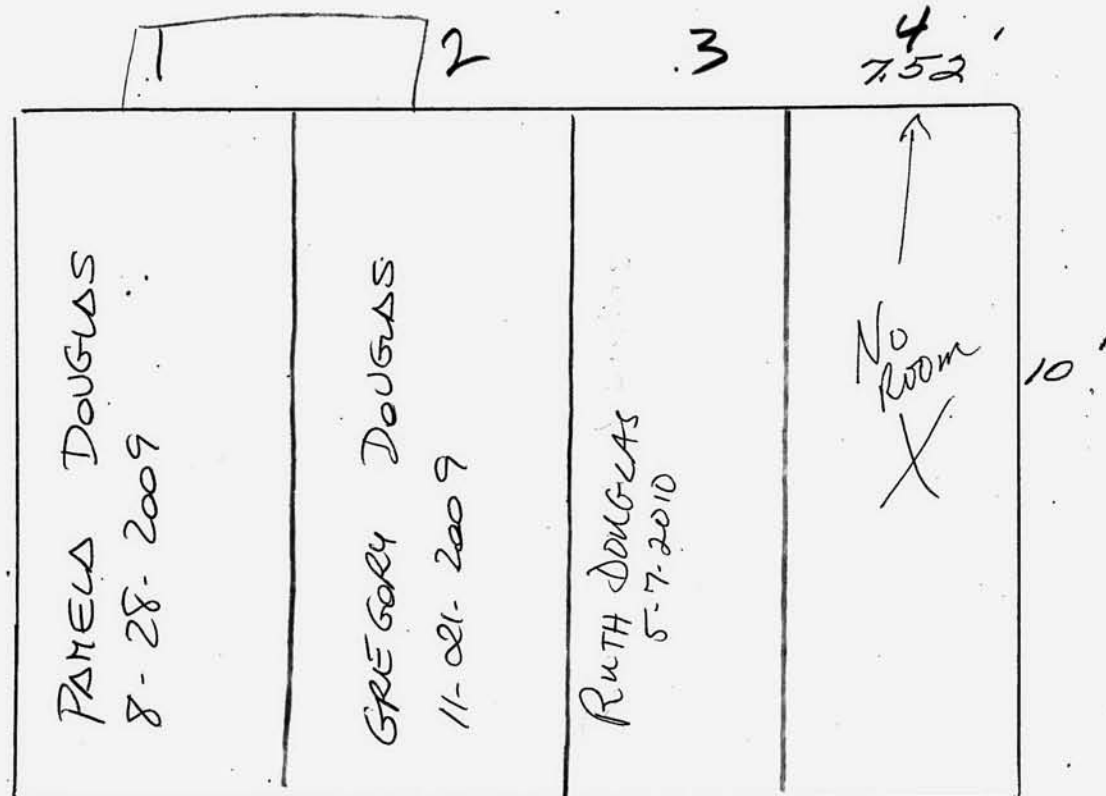 1
2
3
4
7.52
PAMELA DOUGLAS
8-28-2009
GREGORY DOUGLAS
11-21-2009
RUTH DOUGLAS
5-7-2010
No
Room
X
10'